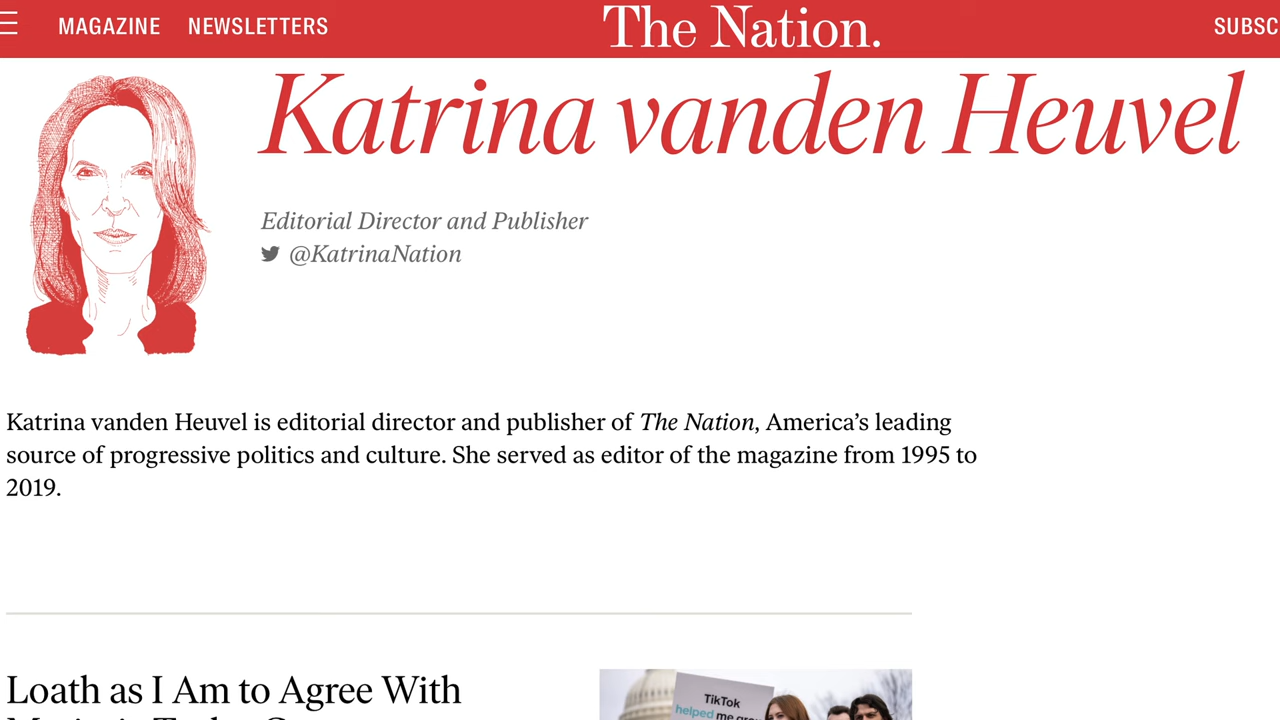 MAGAZINE NEWSLETTERS The Nation. SUBSC
Katrina vanden Heuvel
Editorial Director and Publisher
@KatrinaNation
Katrina vanden Heuvel is editorial director and publisher of The Nation, America’s leading
source of progressive politics and culture. She served as editor of the magazine from 1995 to
2019.
Loath as I Am to Agree With
TikTok
helped me